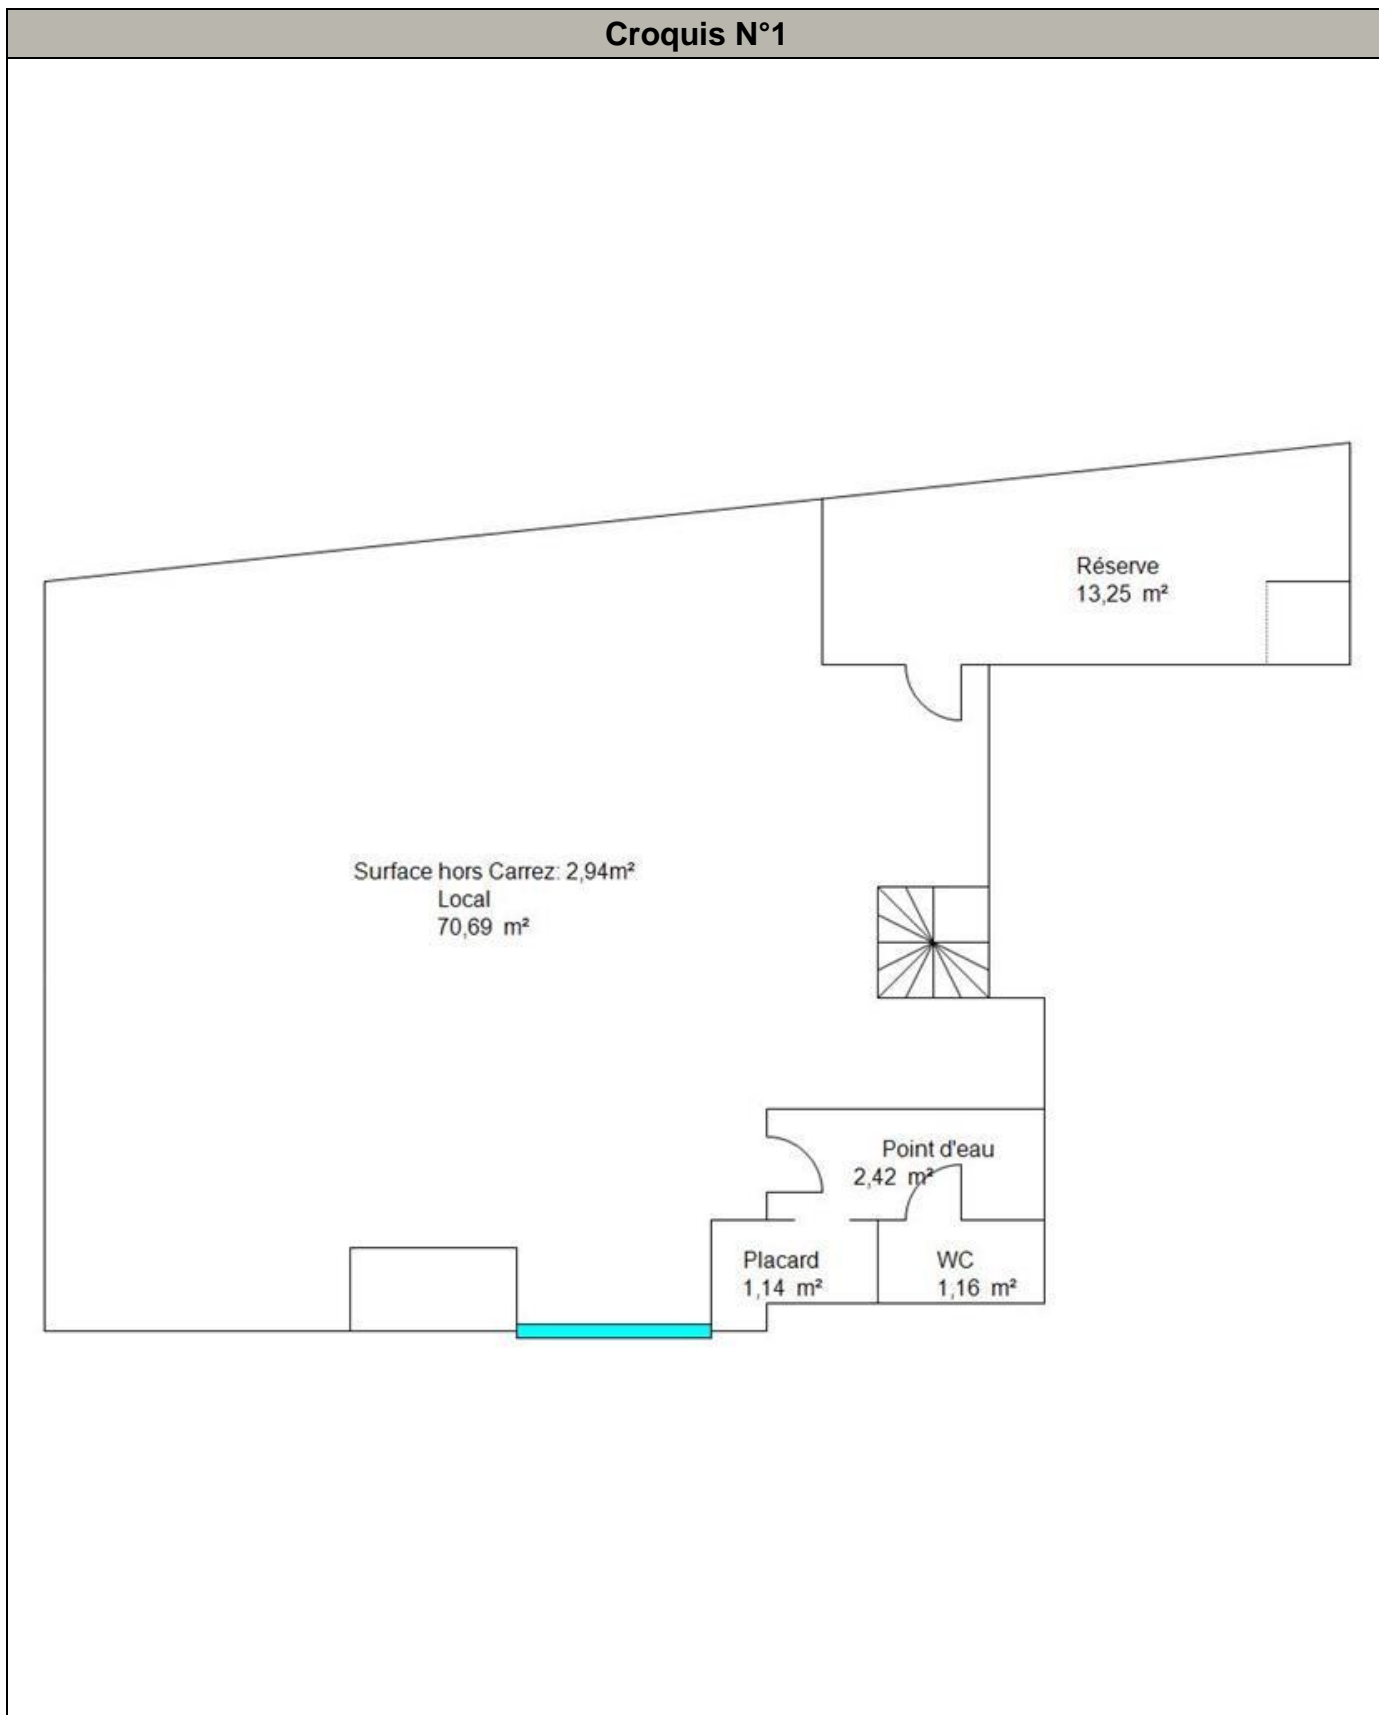 Croquis N°1
Réserve
13,25 m²
Surface hors Carrez: 2,94m²
Local
70,69 m²
Point d'eau
2,42 m²
Placard
1,14 m²
WC
1,16 m²